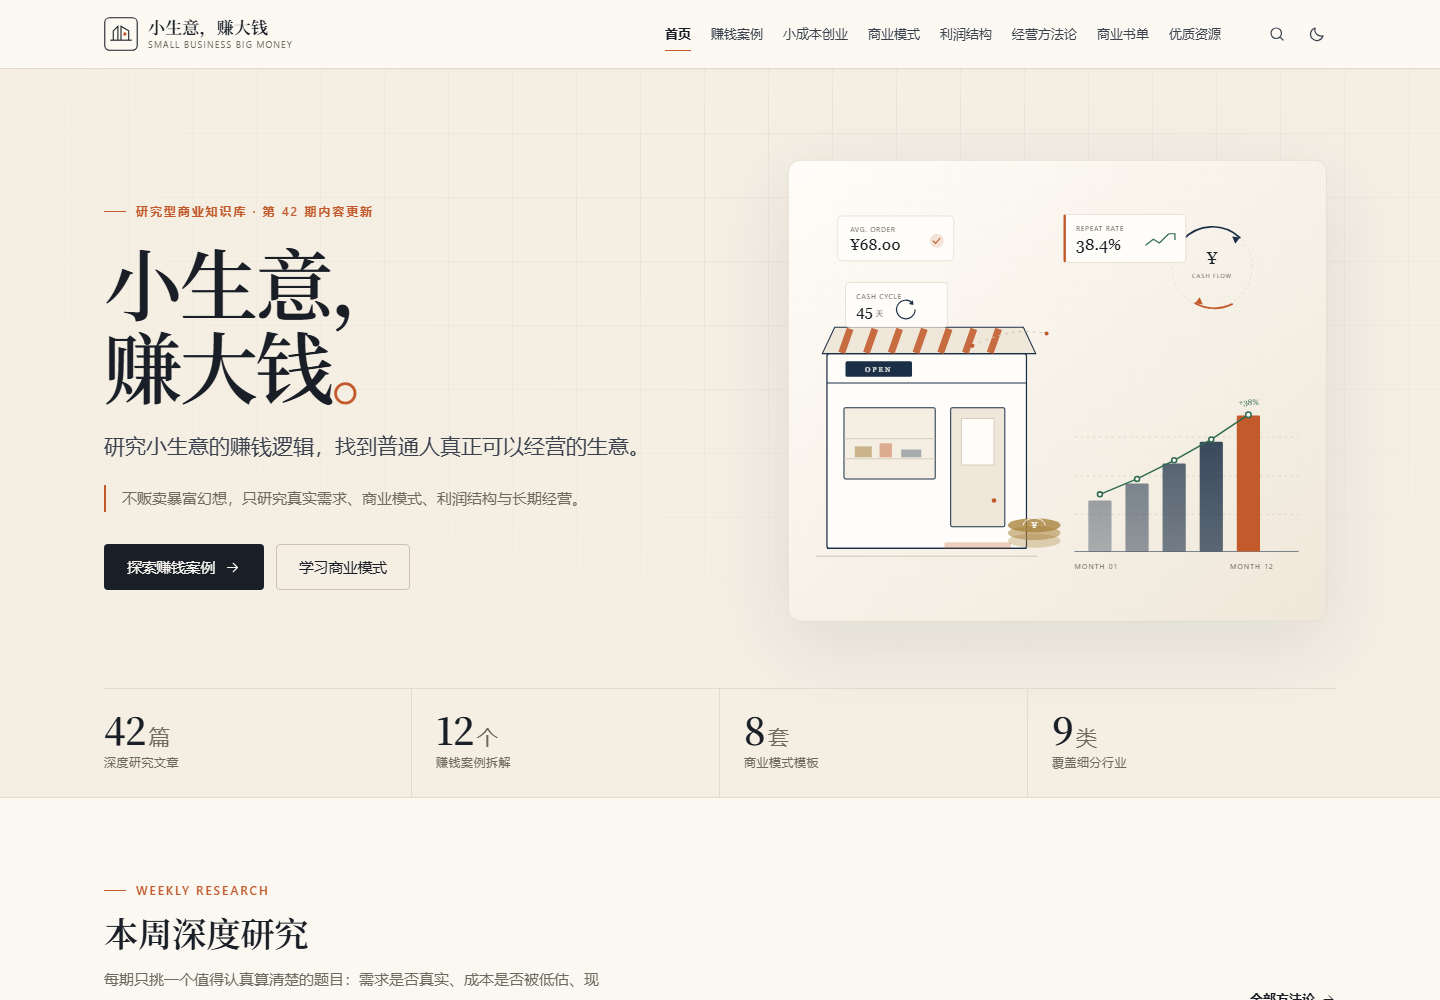 小生意，赚大钱
SMALL BUSINESS BIG MONEY
首页 赚钱案例 小成本创业 商业模式 利润结构 经营方法论 商业书单 优质资源
研究型商业知识库 · 第 42 期内容更新
小生意，
赚大钱。
研究小生意的赚钱逻辑，找到普通人真正可以经营的生意。
不贩卖暴富幻想，只研究真实需求、商业模式、利润结构与长期经营。
探索赚钱案例 →
学习商业模式
AVG. ORDER
¥68.00
REPEAT RATE
38.4%
¥
CASH FLOW
CASH CYCLE
45 天
OPEN
¥
+38%
MONTH 01
MONTH 12
42篇
深度研究文章
12个
赚钱案例拆解
8套
商业模式模板
9类
覆盖细分行业
WEEKLY RESEARCH
本周深度研究
每期只挑一个值得认真算清楚的题目：需求是否真实、成本是否被低估、现
全部方法论 →